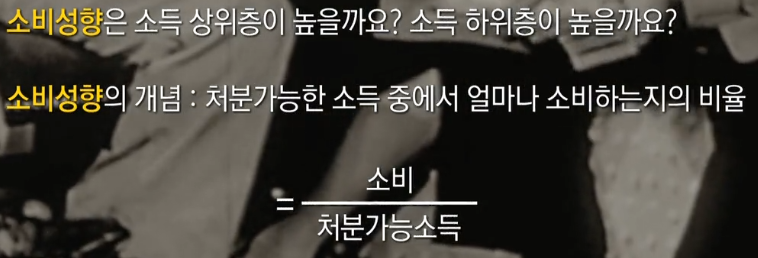 소비성향은 소득 상위층이 높을까요? 소득 하위층이 높을까요?
소비성향의 개념 : 처분가능한 소득 중에서 얼마나 소비하는지의 비율
소비
=
처분가능소득